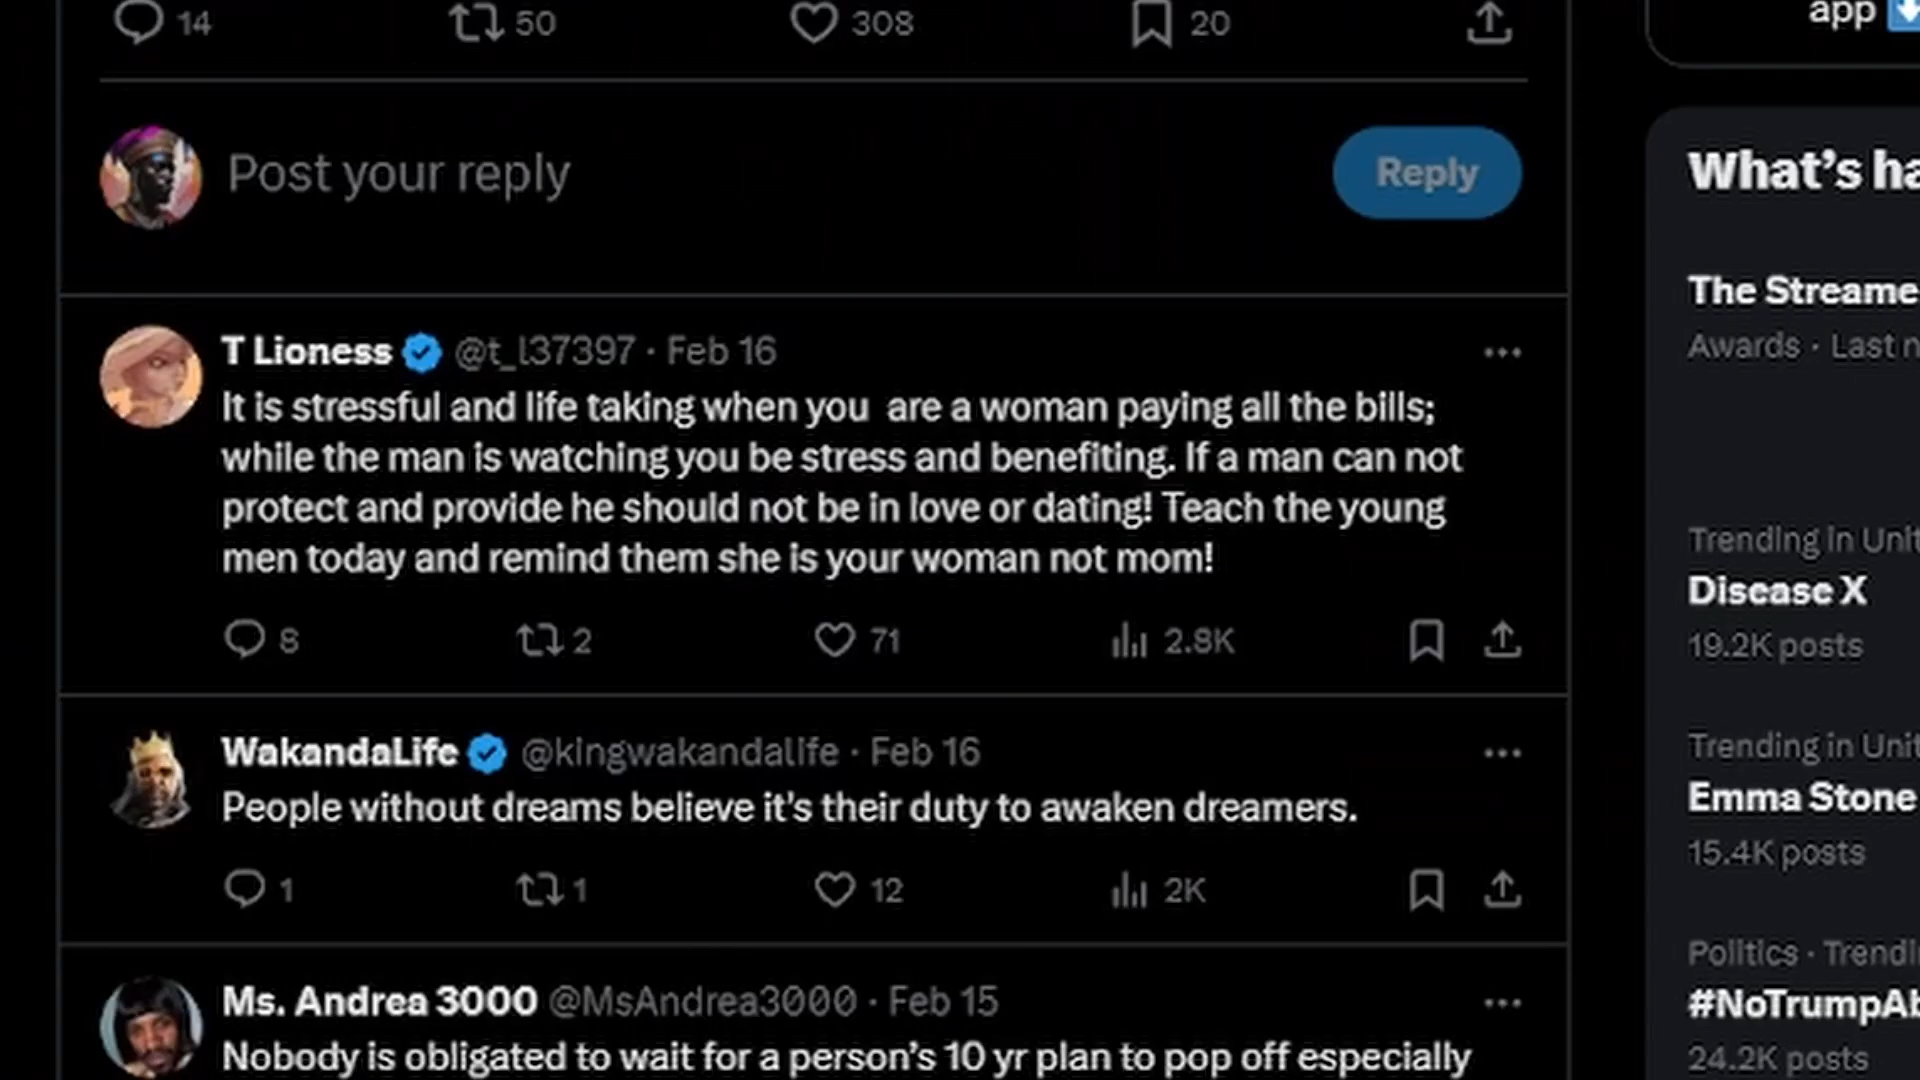 14 50 308 20
app
Post your reply
Reply
What's ha
T Lioness @t_l37397 · Feb 16
It is stressful and life taking when you  are a woman paying all the bills;
while the man is watching you be stress and benefiting. If a man can not
protect and provide he should not be in love or dating! Teach the young
men today and remind them she is your woman not mom!
8 2 71 2.8K
WakandaLife @kingwakandalife · Feb 16
People without dreams believe it's their duty to awaken dreamers.
1 1 12 2K
Ms. Andrea 3000 @MsAndrea3000 · Feb 15
Nobody is obligated to wait for a person's 10 yr plan to pop off especially
The Streame
Awards · Last n
Trending in Unit
Disease X
19.2K posts
Trending in Unit
Emma Stone
15.4K posts
Politics · Trendi
#NoTrumpAb
24.2K posts